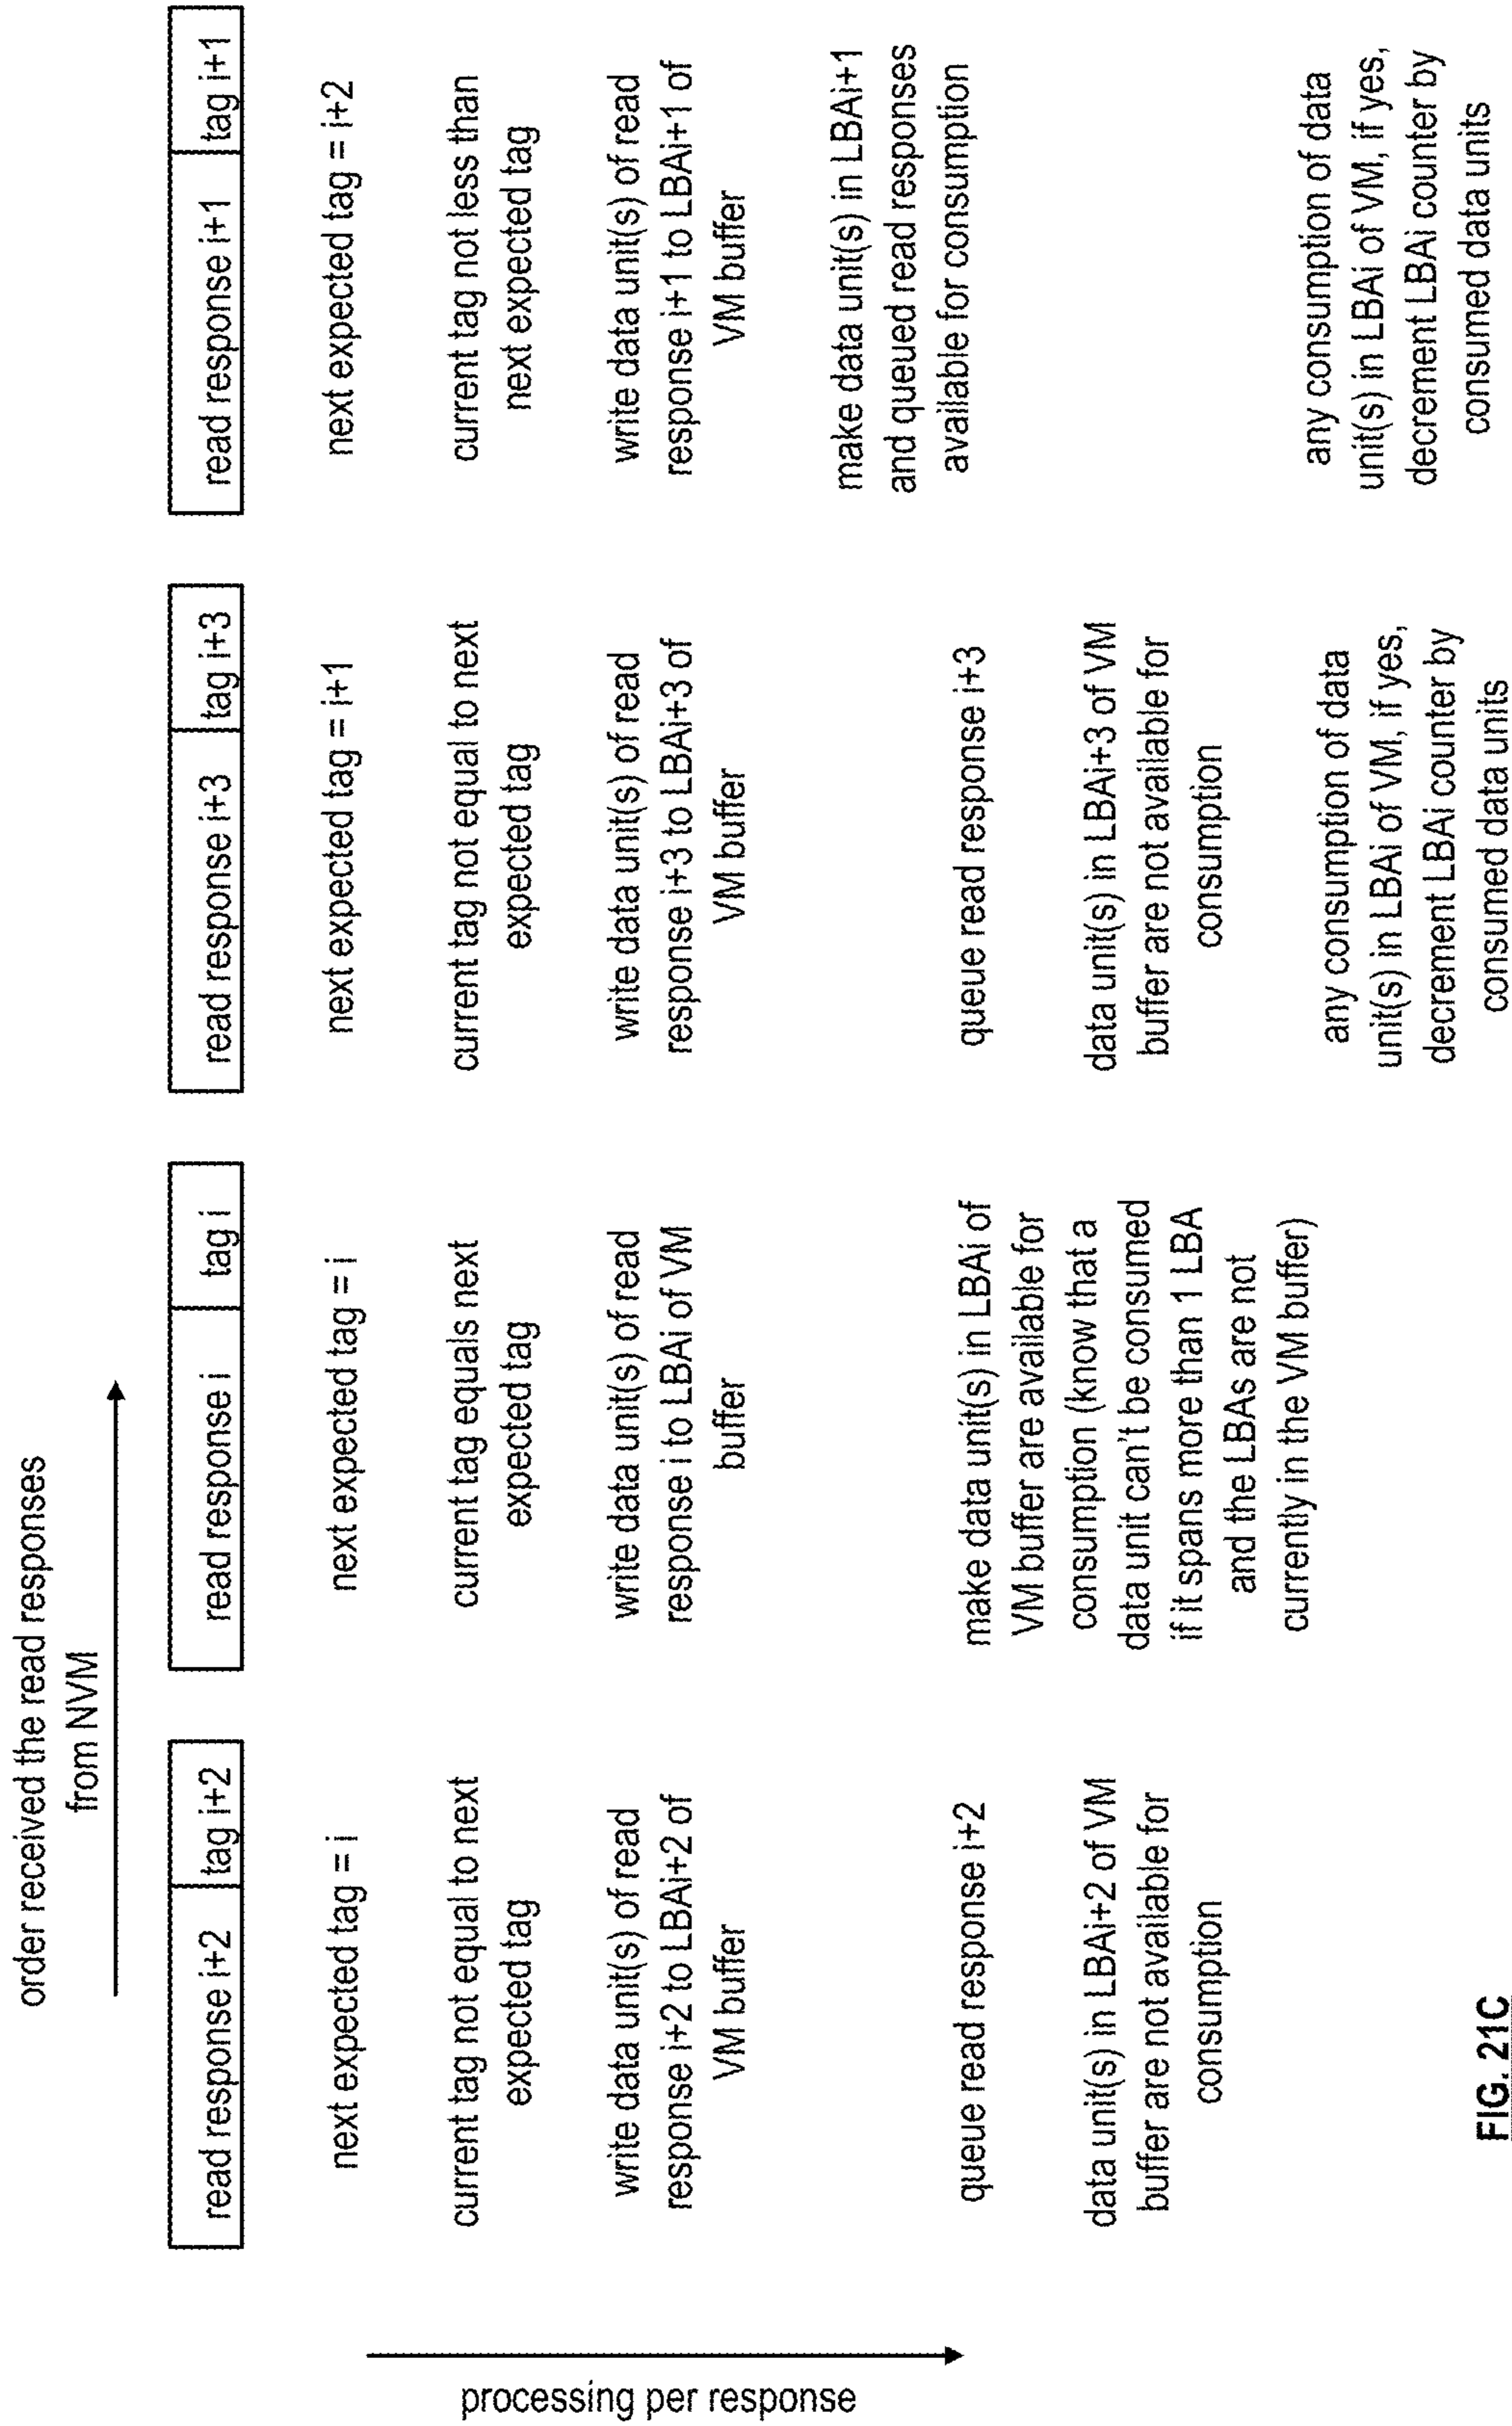 order received the read responses
from NVM
processing per response
read response i+2
tag i+2
next expected tag = i
current tag not equal to next
expected tag
write data unit(s) of read
response i+2 to LBAi+2 of
VM buffer
queue read response i+2
data unit(s) in LBAi+2 of VM
buffer are not available for
consumption
read response i
tag i
next expected tag = i
current tag equals next
expected tag
write data unit(s) of read
response i to LBAi of VM
buffer
make data unit(s) in LBAi of
VM buffer are available for
consumption (know that a
data unit can't be consumed
if it spans more than 1 LBA
and the LBAs are not
currently in the VM buffer)
read response i+3
tag i+3
next expected tag = i+1
current tag not equal to next
expected tag
write data unit(s) of read
response i+3 to LBAi+3 of
VM buffer
queue read response i+3
data unit(s) in LBAi+3 of VM
buffer are not available for
consumption
any consumption of data
unit(s) in LBAi of VM, if yes,
decrement LBAi counter by
consumed data units
read response i+1
tag i+1
next expected tag = i+2
current tag not less than
next expected tag
write data unit(s) of read
response i+1 to LBAi+1 of
VM buffer
make data unit(s) in LBAi+1
and queued read responses
available for consumption
any consumption of data
unit(s) in LBAi of VM, if yes,
decrement LBAi counter by
consumed data units
FIG. 21C